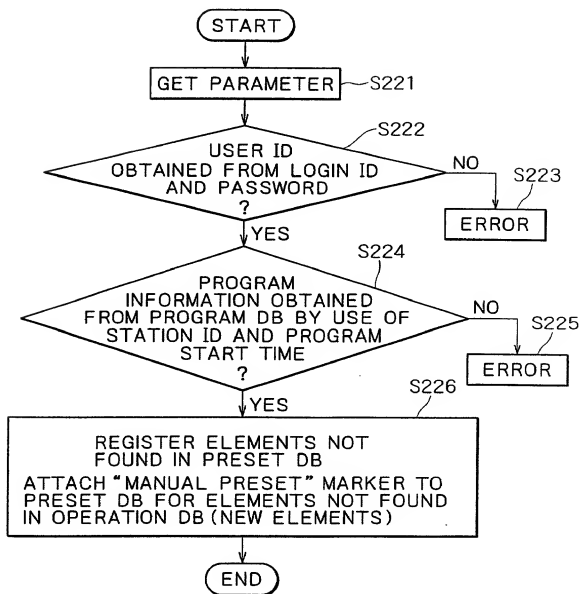 START
GET PARAMETER
S221
S222
USER ID
OBTAINED FROM LOGIN ID
AND PASSWORD
?
NO
S223
ERROR
YES
S224
PROGRAM
INFORMATION OBTAINED
FROM PROGRAM DB BY USE OF
STATION ID AND PROGRAM
START TIME
?
NO
S225
ERROR
YES
S226
REGISTER ELEMENTS NOT
FOUND IN PRESET DB
ATTACH "MANUAL PRESET" MARKER TO
PRESET DB FOR ELEMENTS NOT FOUND
IN OPERATION DB (NEW ELEMENTS)
END